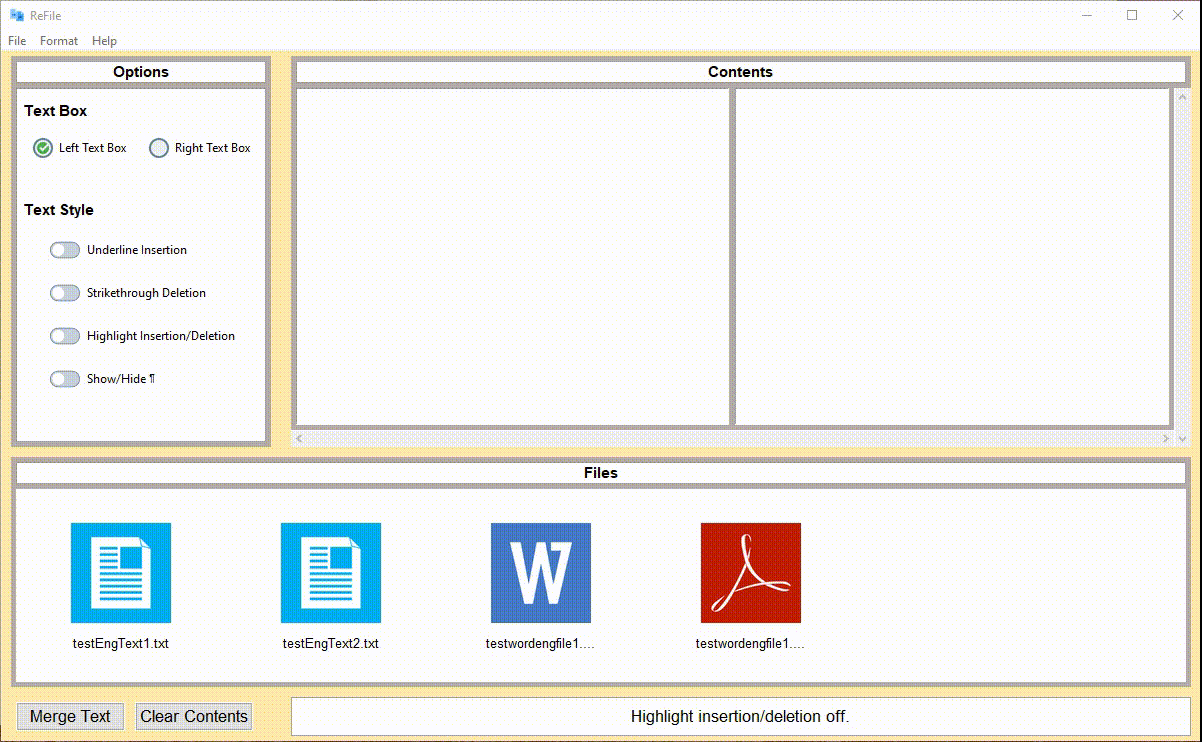 ReFile
File Format Help
Options
Contents
Text Box
Left Text Box Right Text Box
Text Style
Underline Insertion
Strikethrough Deletion
Highlight Insertion/Deletion
Show/Hide ¶
Files
W
testEngText1.txt testEngText2.txt testwordengfile1.... testwordengfile1....
Merge Text Clear Contents Highlight insertion/deletion off.